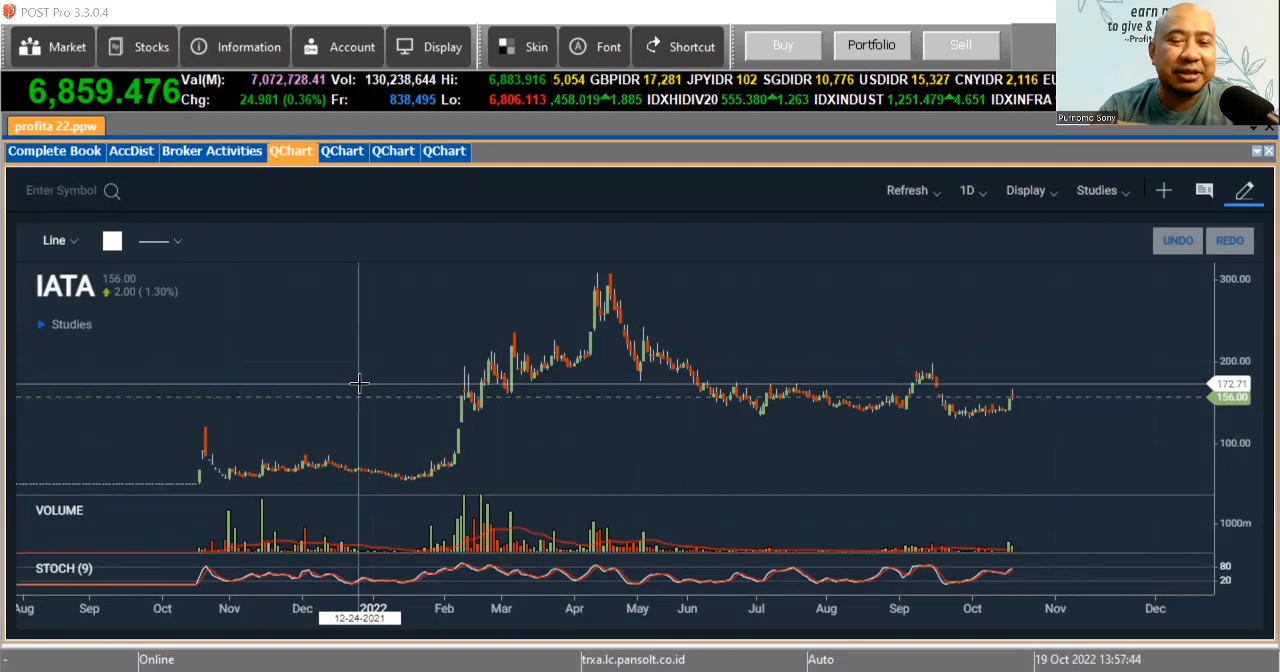 POST Pro 3.3.0.4
Market Stocks Information Account Display Skin Font Shortcut Buy Portfolio Sell
earn m
to give & 
~Profit
Purnomo Sony
6,859.476 Val(M): 7,072,728.41 Vol: 130,238,644 Hi: 6,883.916 5,054 GBPIDR 17,281 JPYIDR 102 SGDIDR 10,776 USDIDR 15,327 CNYIDR 2,116 EU
Chg: 24.981 (0.36%) Fr: 838,495 Lo: 6,806.113 ,458.019 1.885 IDXHIDIV20 555.380 1.263 IDXINDUST 1,251.479 4.651 IDXINFRA
profita 22.ppw
Complete Book AccDist Broker Activities QChart QChart QChart QChart
Enter Symbol Refresh 1D Display Studies
Line UNDO REDO
IATA 156.00
2.00 ( 1.30%)
Studies
300.00
200.00
172.71
156.00
100.00
VOLUME
1000m
STOCH (9)
80
20
Aug Sep Oct Nov Dec 2022 Feb Mar Apr May Jun Jul Aug Sep Oct Nov Dec
12-24-2021
- Online trxa.lc.pansolt.co.id Auto 19 Oct 2022 13:57:44